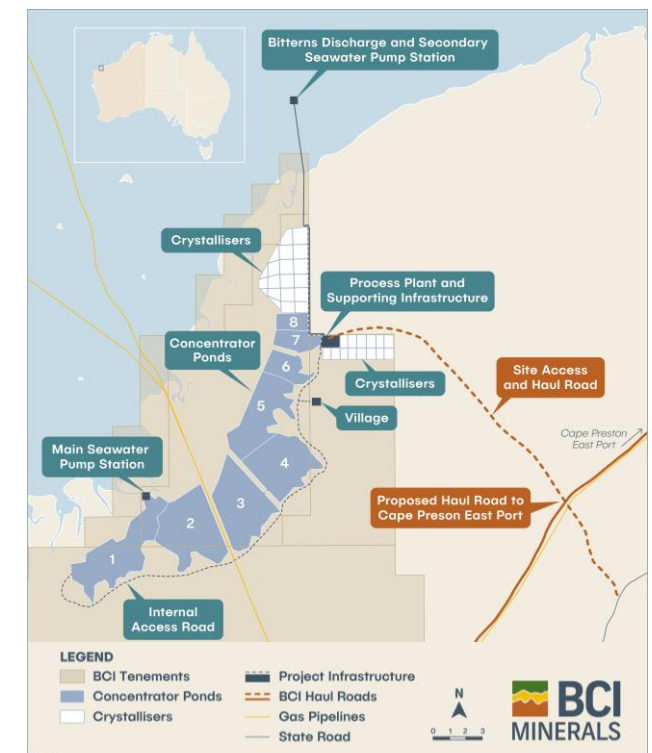 Bitterns Discharge and Secondary
Seawater Pump Station
Crystallisers
Process Plant and
Supporting Infrastructure
8
7
Concentrator
Ponds
6
Crystallisers
Site Access
and Haul Road
5
Village
Cape Preston
East Port
Main Seawater
Pump Station
4
3
Proposed Haul Road to
Cape Preson East Port
2
1
Internal
Access Road
LEGEND
BCI Tenements
Concentrator Ponds
Crystallisers
Project Infrastructure
BCI Haul Roads
Gas Pipelines
State Road
N
0 1 2 3
BCI
MINERALS